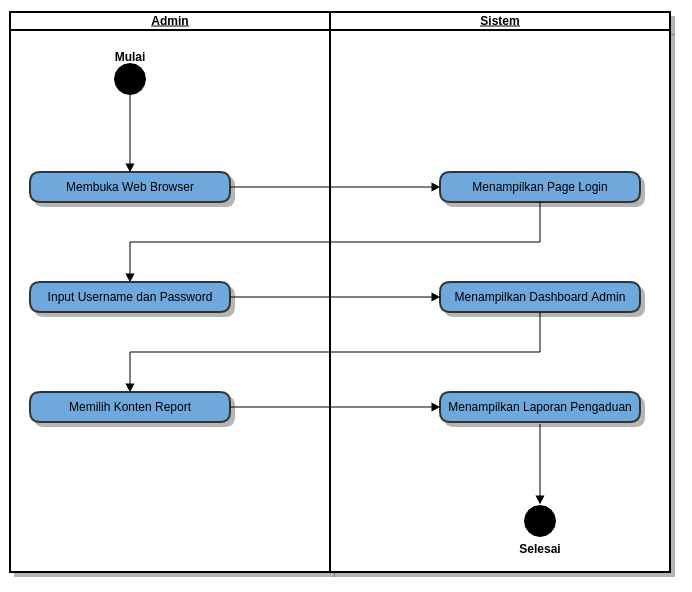 Admin
Sistem
Mulai
Membuka Web Browser
Menampilkan Page Login
Input Username dan Password
Menampilkan Dashboard Admin
Memilih Konten Report
Menampilkan Laporan Pengaduan
Selesai